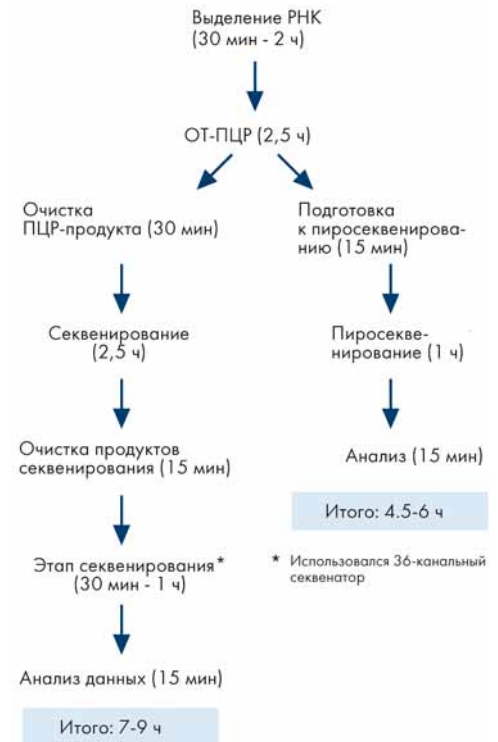 Выделение РНК
(30 мин - 2 ч)
ОТ-ПЦР (2,5 ч)
Очистка
ПЦР-продукта (30 мин)
Секвенирование
(2,5 ч)
Очистка продуктов
секвенирования (15 мин)
Этап секвенирования*
(30 мин - 1 ч)
Анализ данных (15 мин)
Итого: 7-9 ч
Подготовка
к пиросеквенирова-
нию (15 мин)
Пиросекве-
нирование (1 ч)
Анализ (15 мин)
Итого: 4.5-6 ч
* Использовался 36-канальный
секвенатор